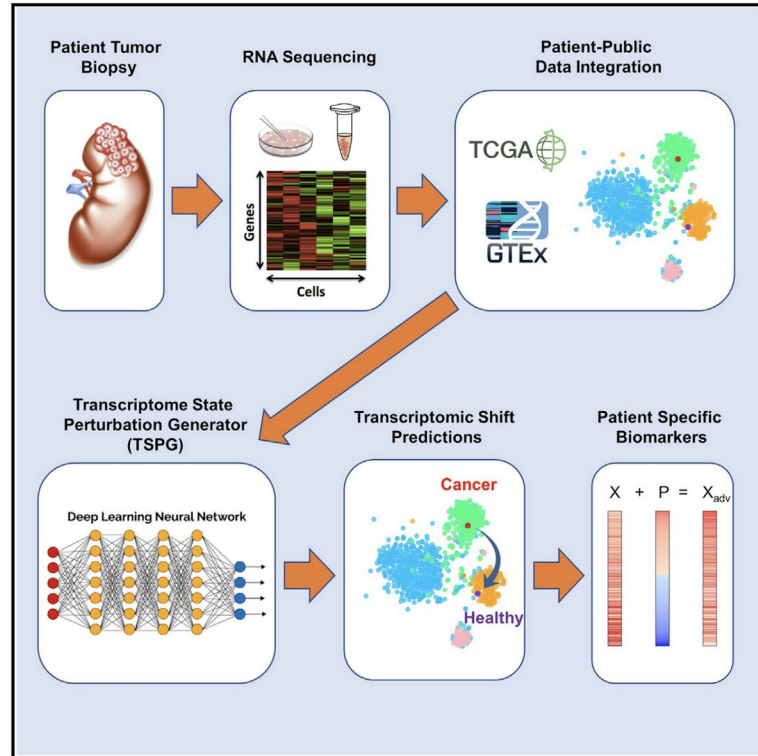 Patient Tumor
Biopsy
RNA Sequencing
Patient-Public
Data Integration
Genes
Cells
TCGA
GTEx
Transcriptome State
Perturbation Generator
(TSPG)
Deep Learning Neural Network
Transcriptomic Shift
Predictions
Cancer
Healthy
Patient Specific
Biomarkers
X + P = Xadv